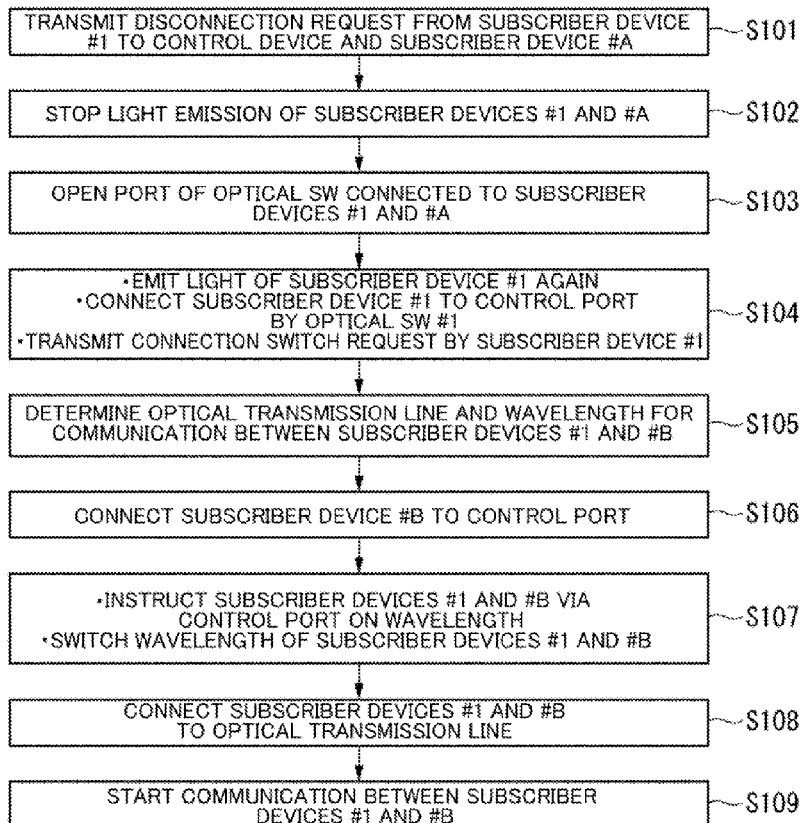 TRANSMIT DISCONNECTION REQUEST FROM SUBSCRIBER DEVICE
#1 TO CONTROL DEVICE AND SUBSCRIBER DEVICE #A
S101
STOP LIGHT EMISSION OF SUBSCRIBER DEVICES #1 AND #A
S102
OPEN PORT OF OPTICAL SW CONNECTED TO SUBSCRIBER
DEVICES #1 AND #A
S103
・EMIT LIGHT OF SUBSCRIBER DEVICE #1 AGAIN
・CONNECT SUBSCRIBER DEVICE #1 TO CONTROL PORT
BY OPTICAL SW #1
・TRANSMIT CONNECTION SWITCH REQUEST BY SUBSCRIBER DEVICE #1
S104
DETERMINE OPTICAL TRANSMISSION LINE AND WAVELENGTH FOR
COMMUNICATION BETWEEN SUBSCRIBER DEVICES #1 AND #B
S105
CONNECT SUBSCRIBER DEVICE #B TO CONTROL PORT
S106
・INSTRUCT SUBSCRIBER DEVICES #1 AND #B VIA
CONTROL PORT ON WAVELENGTH
・SWITCH WAVELENGTH OF SUBSCRIBER DEVICES #1 AND #B
S107
CONNECT SUBSCRIBER DEVICES #1 AND #B
TO OPTICAL TRANSMISSION LINE
S108
START COMMUNICATION BETWEEN SUBSCRIBER
DEVICES #1 AND #B
S109